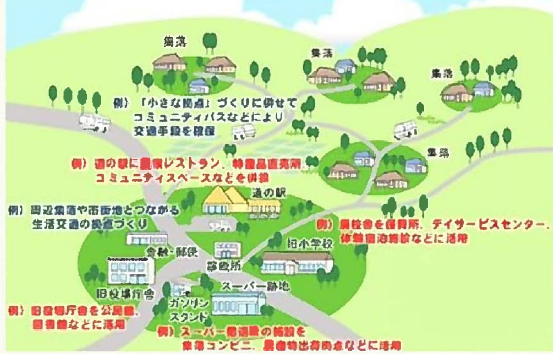 集落
集落
集落
例）「小さな拠点」づくりに併せて
コミュニティバスなどにより
交通手段を確保
集落
例）道の駅に農家レストラン、特産品直売所、
コミュニティスペースなどを併設
道の駅
例）周辺集落や市街地とつながる
生活交通の拠点づくり
例）廃校舎を保育所、デイサービスセンター、
体験宿泊施設などに活用
金融・郵便
診療所
旧小学校
旧役場庁舎
ガソリン
スタンド
スーパー跡地
例）旧役場庁舎を公民館、
図書館などに活用
例）スーパー撤退後の施設を
集落コンビニ、農産物出荷拠点などに活用